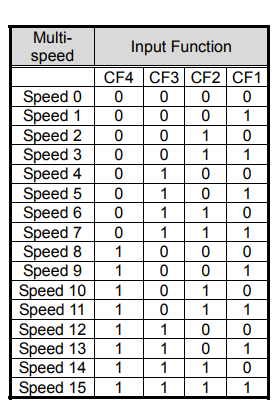 Multi-
speed Input Function
CF4 CF3 CF2 CF1
Speed 0 0 0 0 0
Speed 1 0 0 0 1
Speed 2 0 0 1 0
Speed 3 0 0 1 1
Speed 4 0 1 0 0
Speed 5 0 1 0 1
Speed 6 0 1 1 0
Speed 7 0 1 1 1
Speed 8 1 0 0 0
Speed 9 1 0 0 1
Speed 10 1 0 1 0
Speed 11 1 0 1 1
Speed 12 1 1 0 0
Speed 13 1 1 0 1
Speed 14 1 1 1 0
Speed 15 1 1 1 1